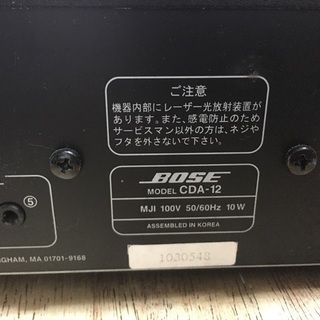 ご注意
機器内部にレーザー光放射装置が
あります。また、感電防止のため
サービスマン以外の方は、ネジや
フタを外さないで下さい。
BOSE
MODEL CDA-12
MJI 100V 50/60Hz 10W
ASSEMBLED IN KOREA
5
INGHAM, MA 01701-9168
1030548